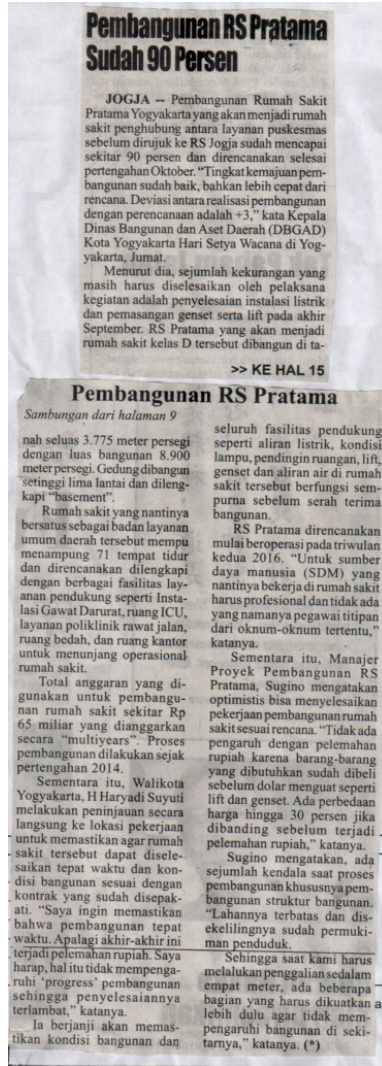 Pembangunan RS Pratama
Sudah 90 Persen
JOGJA -- Pembangunan Rumah Sakit
Pratama Yogyakarta yang akan menjadi rumah
sakit penghubung antara layanan puskesmas
sebelum dirujuk ke RS Jogja sudah mencapai
sekitar 90 persen dan direncanakan selesai
pertengahan Oktober. “Tingkat kemajuan pem-
bangunan sudah baik, bahkan lebih cepat dari
rencana. Deviasi antara realisasi pembangunan
dengan perencanaan adalah +3,” kata Kepala
Dinas Bangunan dan Aset Daerah (DBGAD)
Kota Yogyakarta Hari Setya Wacana di Yog-
yakarta, Jumat.
Menurut dia, sejumlah kekurangan yang
masih harus diselesaikan oleh pelaksana
kegiatan adalah penyelesaian instalasi listrik
dan pemasangan genset serta lift pada akhir
September. RS Pratama yang akan menjadi
rumah sakit kelas D tersebut dibangun di ta-
>> KE HAL 15
Pembangunan RS Pratama
Sambungan dari halaman 9
nah seluas 3.775 meter persegi
dengan luas bangunan 8.900
meter persegi. Gedung dibangun
setinggi lima lantai dan dileng-
kapi “basement”.
Rumah sakit yang nantinya
berstatus sebagai badan layanan
umum daerah tersebut mempu
menampung 71 tempat tidur
dan direncanakan dilengkapi
dengan berbagai fasilitas lay-
anan pendukung seperti Insta-
lasi Gawat Darurat, ruang ICU,
layanan poliklinik rawat jalan,
ruang bedah, dan ruang kantor
untuk menunjang operasional
rumah sakit.
Total anggaran yang di-
gunakan untuk pembangu-
nan rumah sakit sekitar Rp
65 miliar yang dianggarkan
secara “multiyears”. Proses
pembangunan dilakukan sejak
pertengahan 2014.
Sementara itu, Walikota
Yogyakarta, H Haryadi Suyuti
melakukan peninjauan secara
langsung ke lokasi pekerjaan
untuk memastikan agar rumah
sakit tersebut dapat disele-
saikan tepat waktu dan kon-
disi bangunan sesuai dengan
kontrak yang sudah disepak-
ati. “Saya ingin memastikan
bahwa pembangunan tepat
waktu. Apalagi akhir-akhir ini
terjadi pelemahan rupiah. Saya
harap, hal itu tidak mempenga-
ruhi ‘progress’ pembangunan
sehingga penyelesaiannya
terlambat,” katanya.
Ia berjanji akan memas-
tikan kondisi bangunan dan
seluruh fasilitas pendukung
seperti aliran listrik, kondisi
lampu, pendingin ruangan, lift,
genset dan aliran air di rumah
sakit tersebut berfungsi sem-
purna sebelum serah terima
bangunan.
RS Pratama direncanakan
mulai beroperasi pada triwulan
kedua 2016. “Untuk sumber
daya manusia (SDM) yang
nantinya bekerja di rumah sakit
harus profesional dan tidak ada
yang namanya pegawai titipan
dari oknum-oknum tertentu,”
katanya.
Sementara itu, Manajer
Proyek Pembangunan RS
Pratama, Sugino mengatakan
optimistis bisa menyelesaikan
pekerjaan pembangunan rumah
sakit sesuai rencana. “Tidak ada
pengaruh dengan pelemahan
rupiah karena barang-barang
yang dibutuhkan sudah dibeli
sebelum dolar menguat seperti
lift dan genset. Ada perbedaan
harga hingga 30 persen jika
dibanding sebelum terjadi
pelemahan rupiah,” katanya.
Sugino mengatakan, ada
sejumlah kendala saat proses
pembangunan khususnya pem-
bangunan struktur bangunan.
“Lahannya terbatas dan dis-
ekelilingnya sudah permuki-
man penduduk.
Sehingga saat kami harus
melalukan penggalian sedalam
empat meter, ada beberapa
bagian yang harus dikuatkan
lebih dulu agar tidak mem-
pengaruhi bangunan di seki-
tarnya,” katanya. (*)